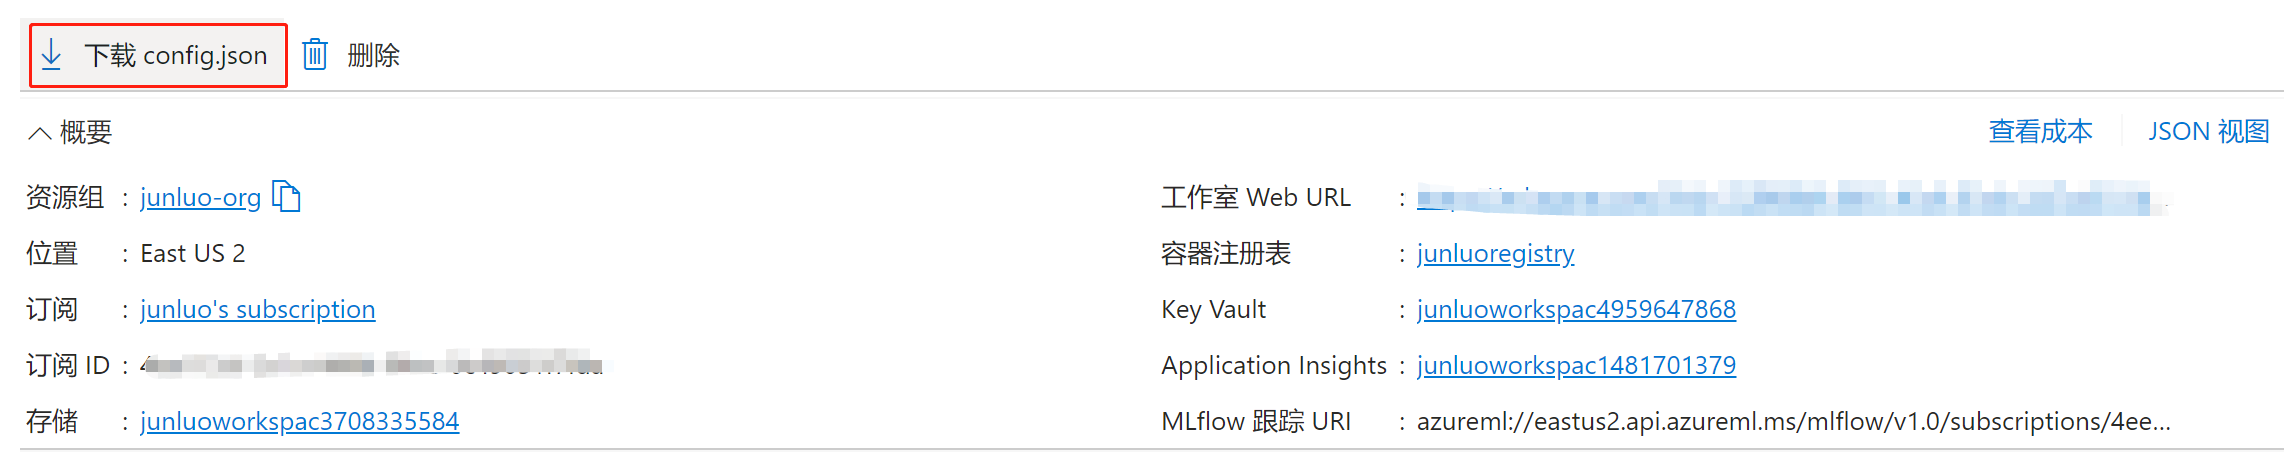 下载 config.json 删除
概要
查看成本 JSON 视图
资源组 : junluo-org
位置 : East US 2
订阅 : junluo's subscription
订阅 ID :
存储 : junluoworkspac3708335584
工作室 Web URL :
容器注册表 : junluoregistry
Key Vault : junluoworkspac4959647868
Application Insights : junluoworkspac1481701379
MLflow 跟踪 URI : azureml://eastus2.api.azureml.ms/mlflow/v1.0/subscriptions/4ee...